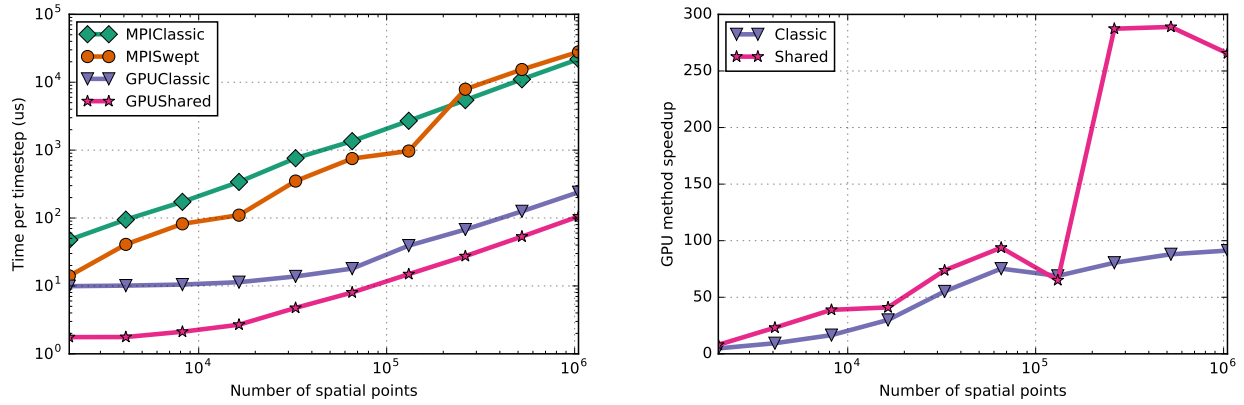 10^5
10^4
10^3
10^2
10^1
10^0
Time per timestep (us)
MPIClassic
MPISwept
GPUClassic
GPUShared
10^4
10^5
10^6
Number of spatial points
300
250
200
150
100
50
0
GPU method speedup
Classic
Shared
10^4
10^5
10^6
Number of spatial points